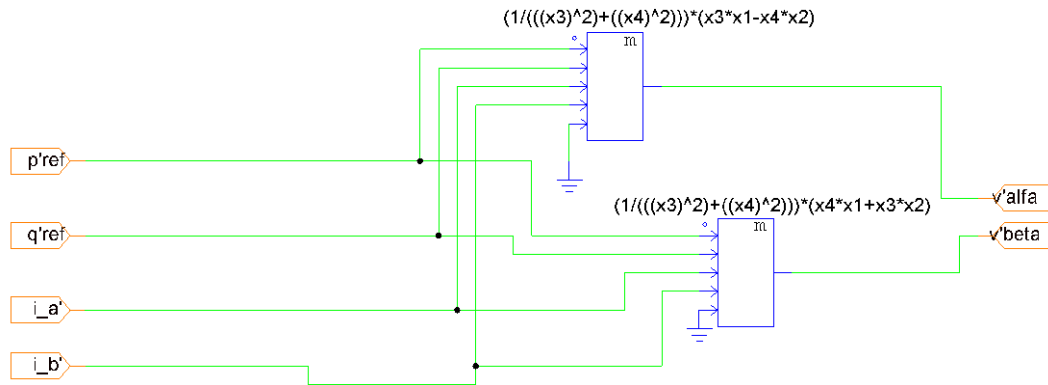 (1/(((x3)^2)+((x4)^2)))*(x3*x1-x4*x2)
m
p'ref
(1/(((x3)^2)+((x4)^2)))*(x4*x1+x3*x2)
v'alfa
m
q'ref
v'beta
i_a'
i_b'